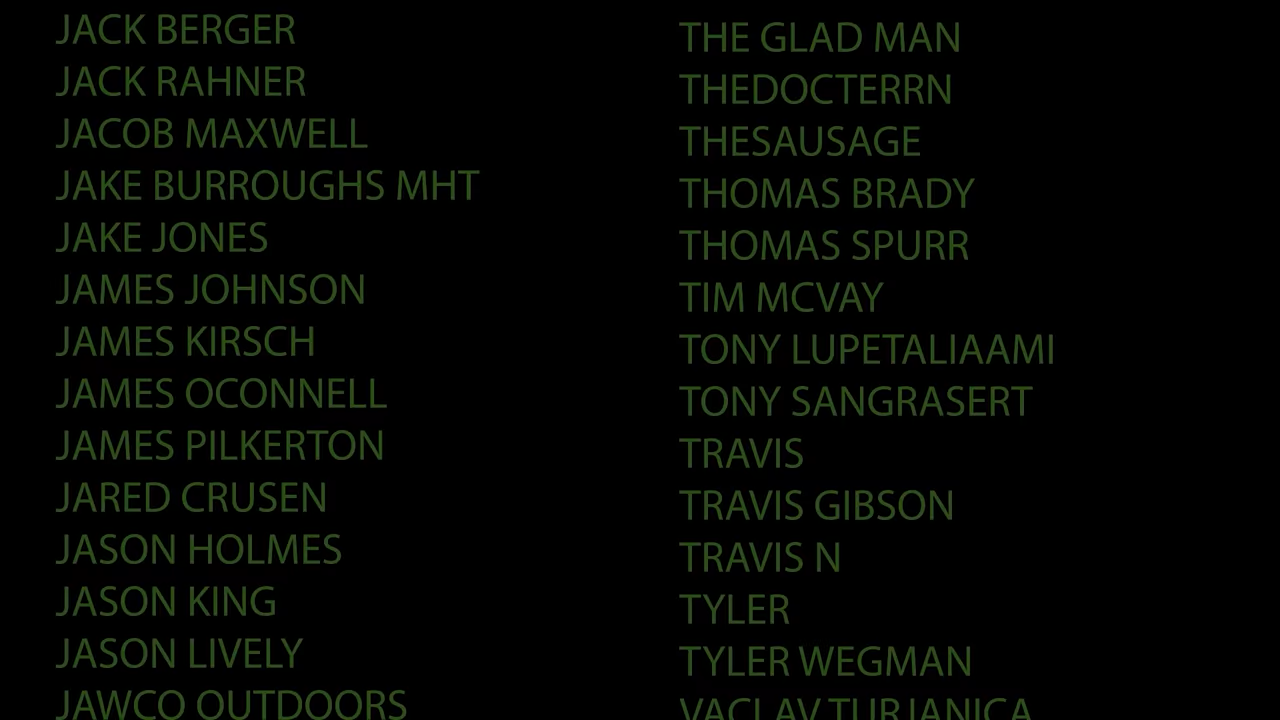 JACK BERGER
JACK RAHNER
JACOB MAXWELL
JAKE BURROUGHS MHT
JAKE JONES
JAMES JOHNSON
JAMES KIRSCH
JAMES OCONNELL
JAMES PILKERTON
JARED CRUSEN
JASON HOLMES
JASON KING
JASON LIVELY
JAWCO OUTDOORS
THE GLAD MAN
THEDOCTERRN
THESAUSAGE
THOMAS BRADY
THOMAS SPURR
TIM MCVAY
TONY LUPETALIAAMI
TONY SANGRASERT
TRAVIS
TRAVIS GIBSON
TRAVIS N
TYLER
TYLER WEGMAN
VACLAV TURJANICA